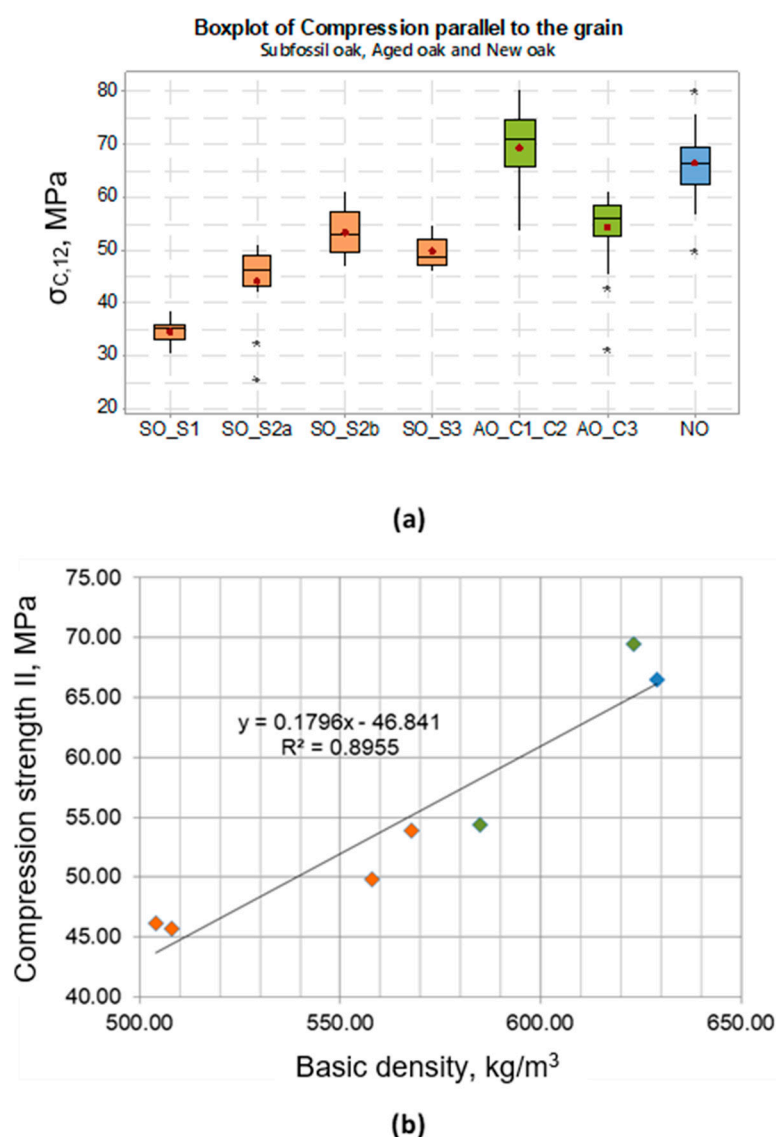 Boxplot of Compression parallel to the grain
Subfossil oak, Aged oak and New oak
80
70
60
50
40
30
20
σC,12, MPa
SO_S1 SO_S2a SO_S2b SO_S3 AO_C1_C2 AO_C3 NO
(a)
75.00
70.00
65.00
60.00
55.00
50.00
45.00
40.00
Compression strength II, MPa
y = 0.1796x - 46.841
R² = 0.8955
500.00 550.00 600.00 650.00
Basic density, kg/m³
(b)